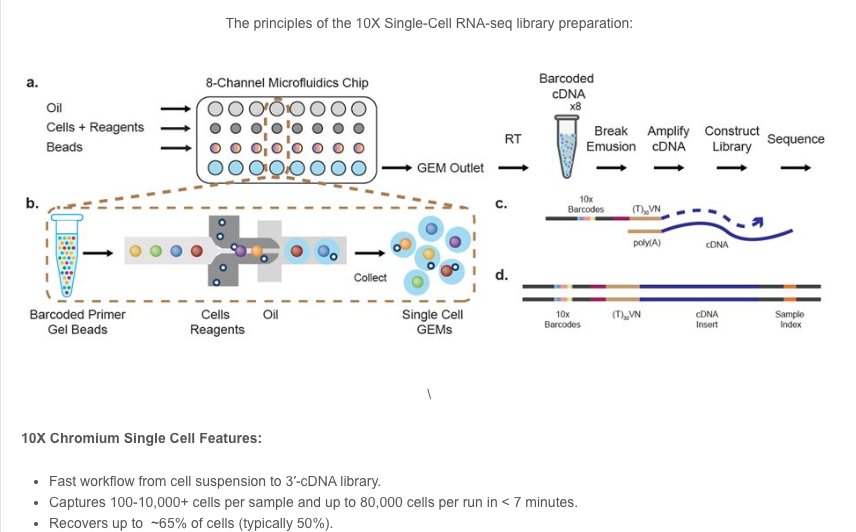 The principles of the 10X Single-Cell RNA-seq library preparation:
a.
8-Channel Microfluidics Chip
Oil
Cells + Reagents
Beads
GEM Outlet
RT
Barcoded
cDNA
x8
Break
Emusion
Amplify
cDNA
Construct
Library
Sequence
b.
Collect
Barcoded Primer
Gel Beads
Cells
Reagents
Oil
Single Cell
GEMs
c.
10x
Barcodes
(T)₃₀VN
poly(A)
cDNA
d.
10x
Barcodes
(T)₃₀VN
cDNA
Insert
Sample
Index
\
10X Chromium Single Cell Features:
• Fast workflow from cell suspension to 3′-cDNA library.
• Captures 100-10,000+ cells per sample and up to 80,000 cells per run in < 7 minutes.
• Recovers up to ~65% of cells (typically 50%).